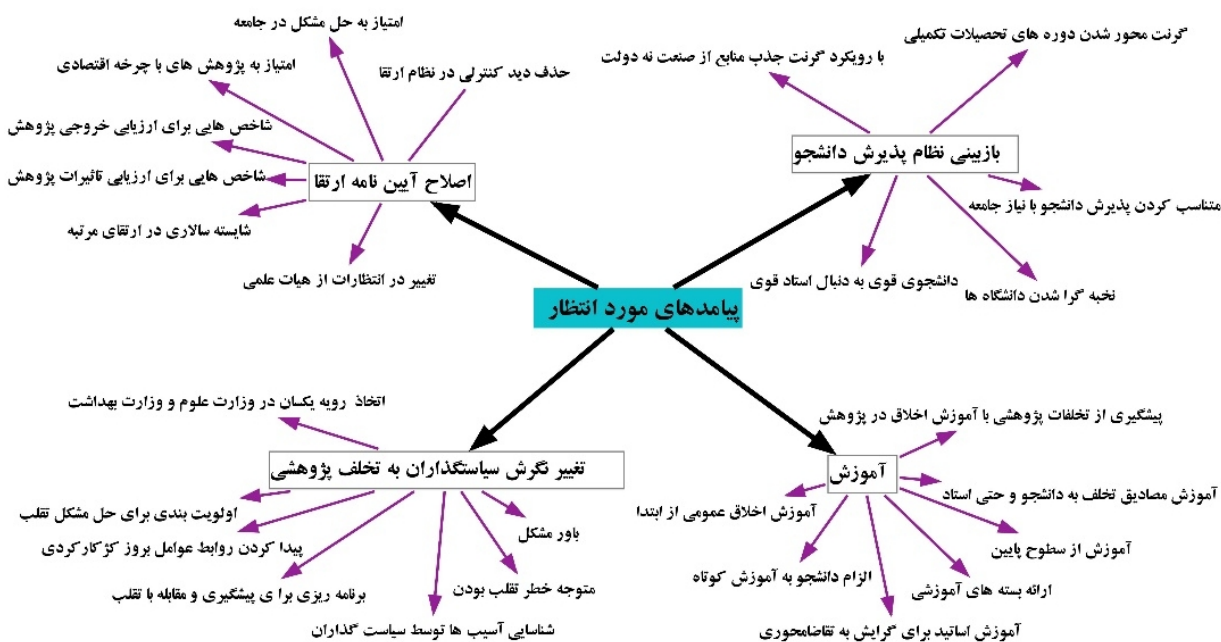 گرنت محور شدن دوره های تحصیلات تکمیلی
با رویکرد گرنت جذب منابع از صنعت نه دولت
بازبینی نظام پذیرش دانشجو
متناسب کردن پذیرش دانشجو با نیاز جامعه
دانشجوی قوی به دنبال استاد قوی
نخبه گرا شدن دانشگاه ها
امتیاز به حل مشکل در جامعه
امتیاز به پژوهش های با چرخه اقتصادی
حذف دید کنترلی در نظام ارتقا
شاخص هایی برای ارزیابی خروجی پژوهش
اصلاح آیین نامه ارتقا
شاخص هایی برای ارزیابی تاثیرات پژوهش
شایسته سالاری در ارتقای مرتبه
تغییر در انتظارات از هیات علمی
پیامدهای مورد انتظار
پیشگیری از تخلفات پژوهشی با آموزش اخلاق در پژوهش
آموزش
آموزش مصادیق تخلف به دانشجو و حتی استاد
آموزش اخلاق عمومی از ابتدا
آموزش از سطوح پایین
الزام دانشجو به آموزش کوتاه
ارائه بسته های آموزشی
آموزش اساتید برای گرایش به تقاضامحوری
اتخاذ رویه یکسان در وزارت علوم و وزارت بهداشت
تغییر نگرش سیاستگذاران به تخلف پژوهشی
اولویت بندی برای حل مشکل تقلب
باور مشکل
پیدا کردن روابط عوامل بروز کژکارکردی
برنامه ریزی برا ی پیشگیری و مقابله با تقلب
متوجه خطر تقلب بودن
شناسایی آسیب ها توسط سیاست گذاران